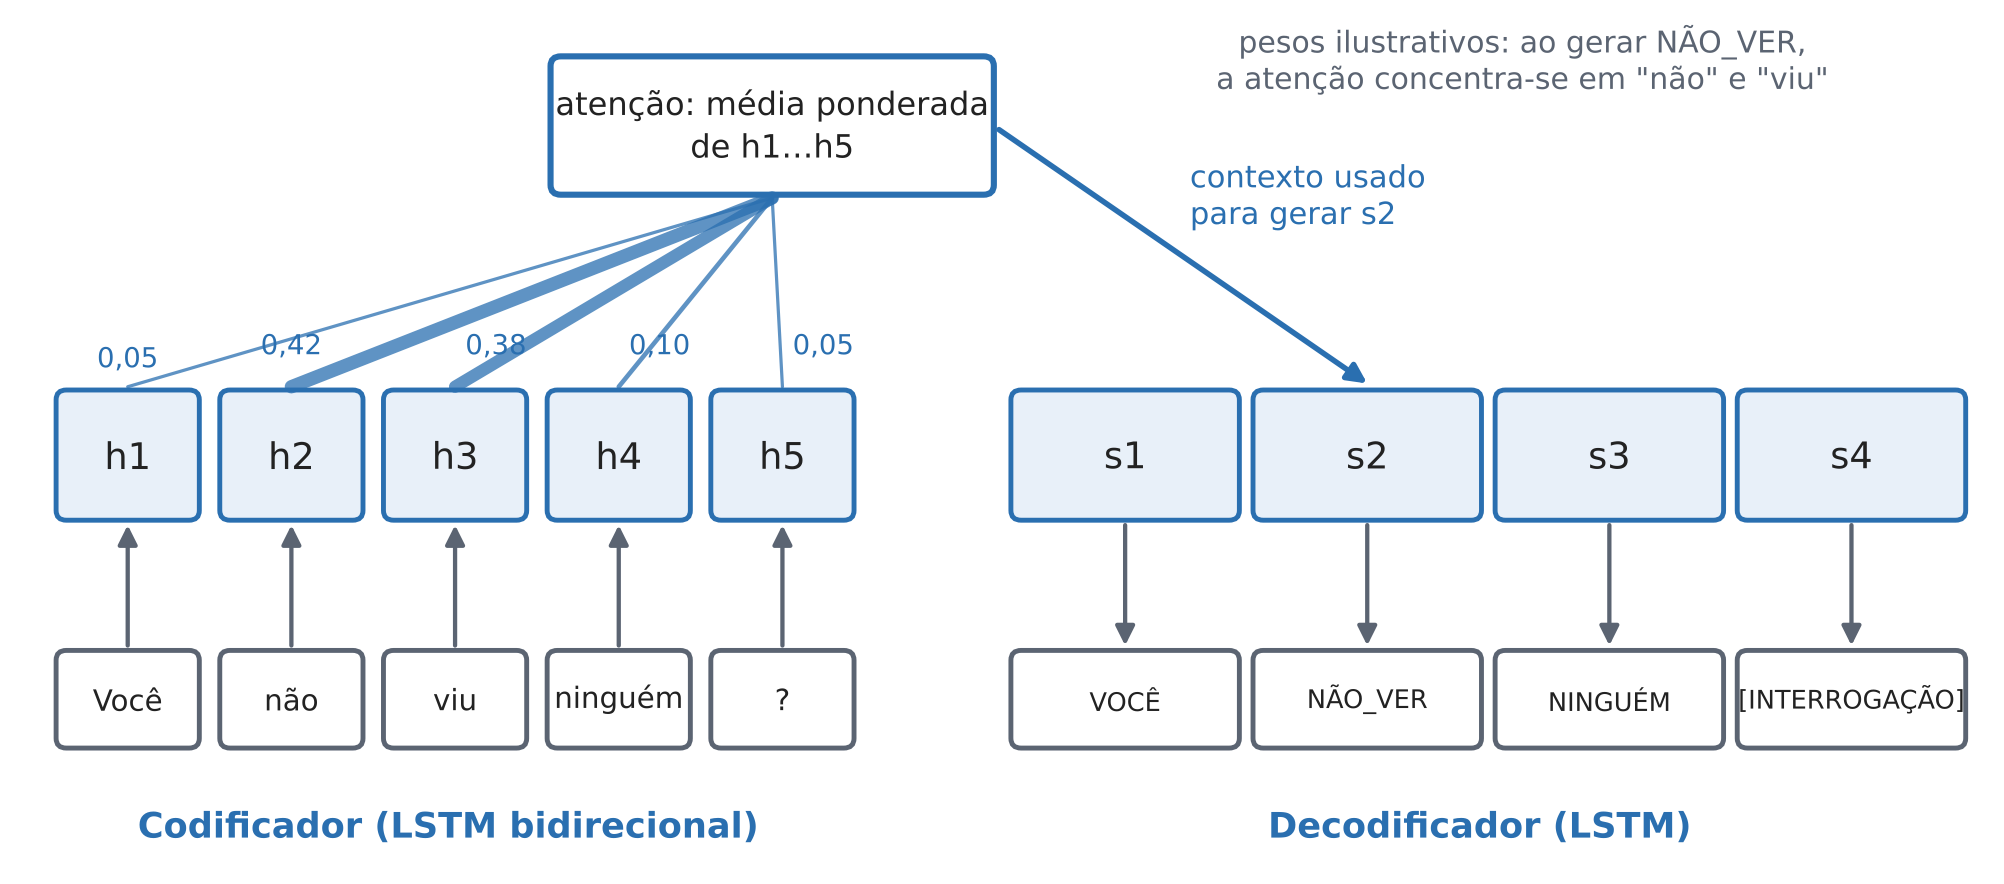 pesos ilustrativos: ao gerar NÃO_VER,
a atenção concentra-se em "não" e "viu"
atenção: média ponderada
de h1...h5
contexto usado
para gerar s2
0,05
0,42
0,38
0,10
0,05
h1
h2
h3
h4
h5
s1
s2
s3
s4
Você
não
viu
ninguém
?
VOCÊ
NÃO_VER
NINGUÉM
[INTERROGAÇÃO]
Codificador (LSTM bidirecional)
Decodificador (LSTM)